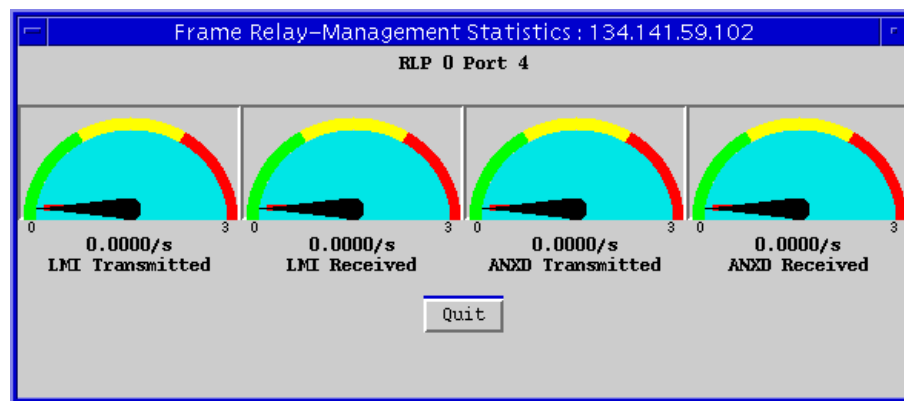 Frame Relay-Management Statistics : 134.141.59.102
RLP 0 Port 4
0 3 0 3 0 3 0 3
0.0000/s 0.0000/s 0.0000/s 0.0000/s
LMI Transmitted LMI Received ANXD Transmitted ANXD Received
Quit